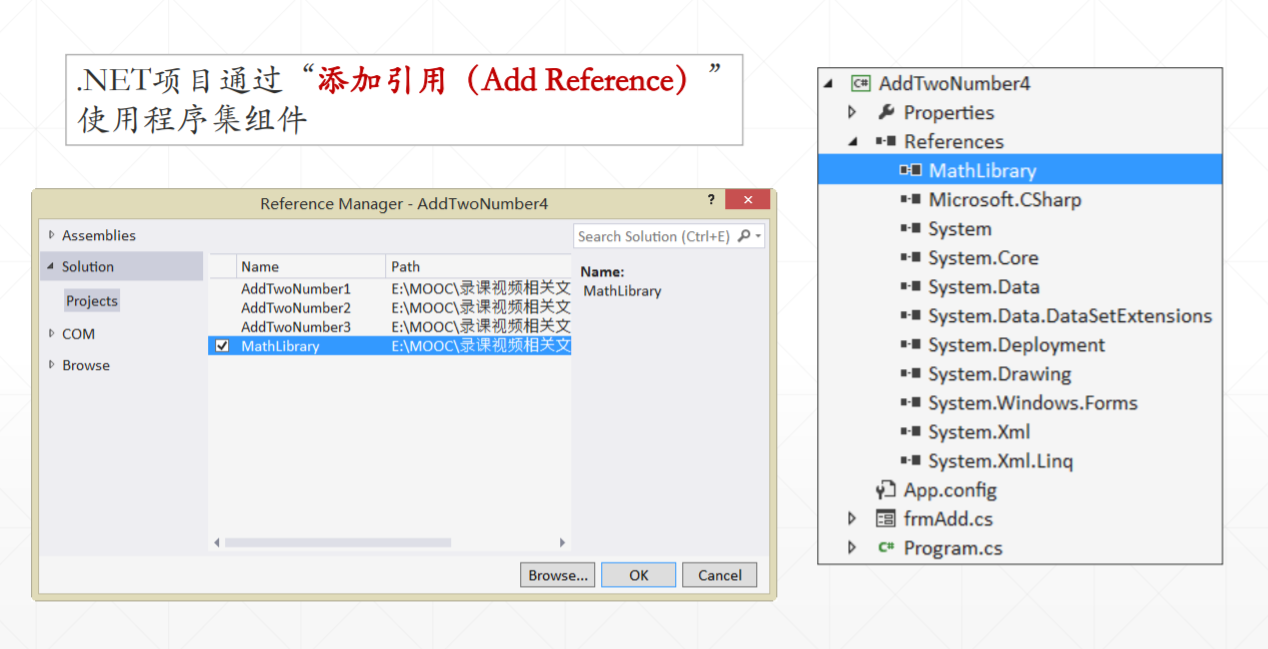 .NET项目通过“添加引用（Add Reference）”
使用程序集组件
Reference Manager - AddTwoNumber4
?
Assemblies
Search Solution (Ctrl+E)
Solution
Projects
COM
Browse
Name Path
AddTwoNumber1 E:\MOOC\录课视频相关文
AddTwoNumber2 E:\MOOC\录课视频相关文
AddTwoNumber3 E:\MOOC\录课视频相关文
MathLibrary E:\MOOC\录课视频相关文
Name:
MathLibrary
Browse... OK Cancel
C# AddTwoNumber4
Properties
References
MathLibrary
Microsoft.CSharp
System
System.Core
System.Data
System.Data.DataSetExtensions
System.Deployment
System.Drawing
System.Windows.Forms
System.Xml
System.Xml.Linq
App.config
frmAdd.cs
C# Program.cs